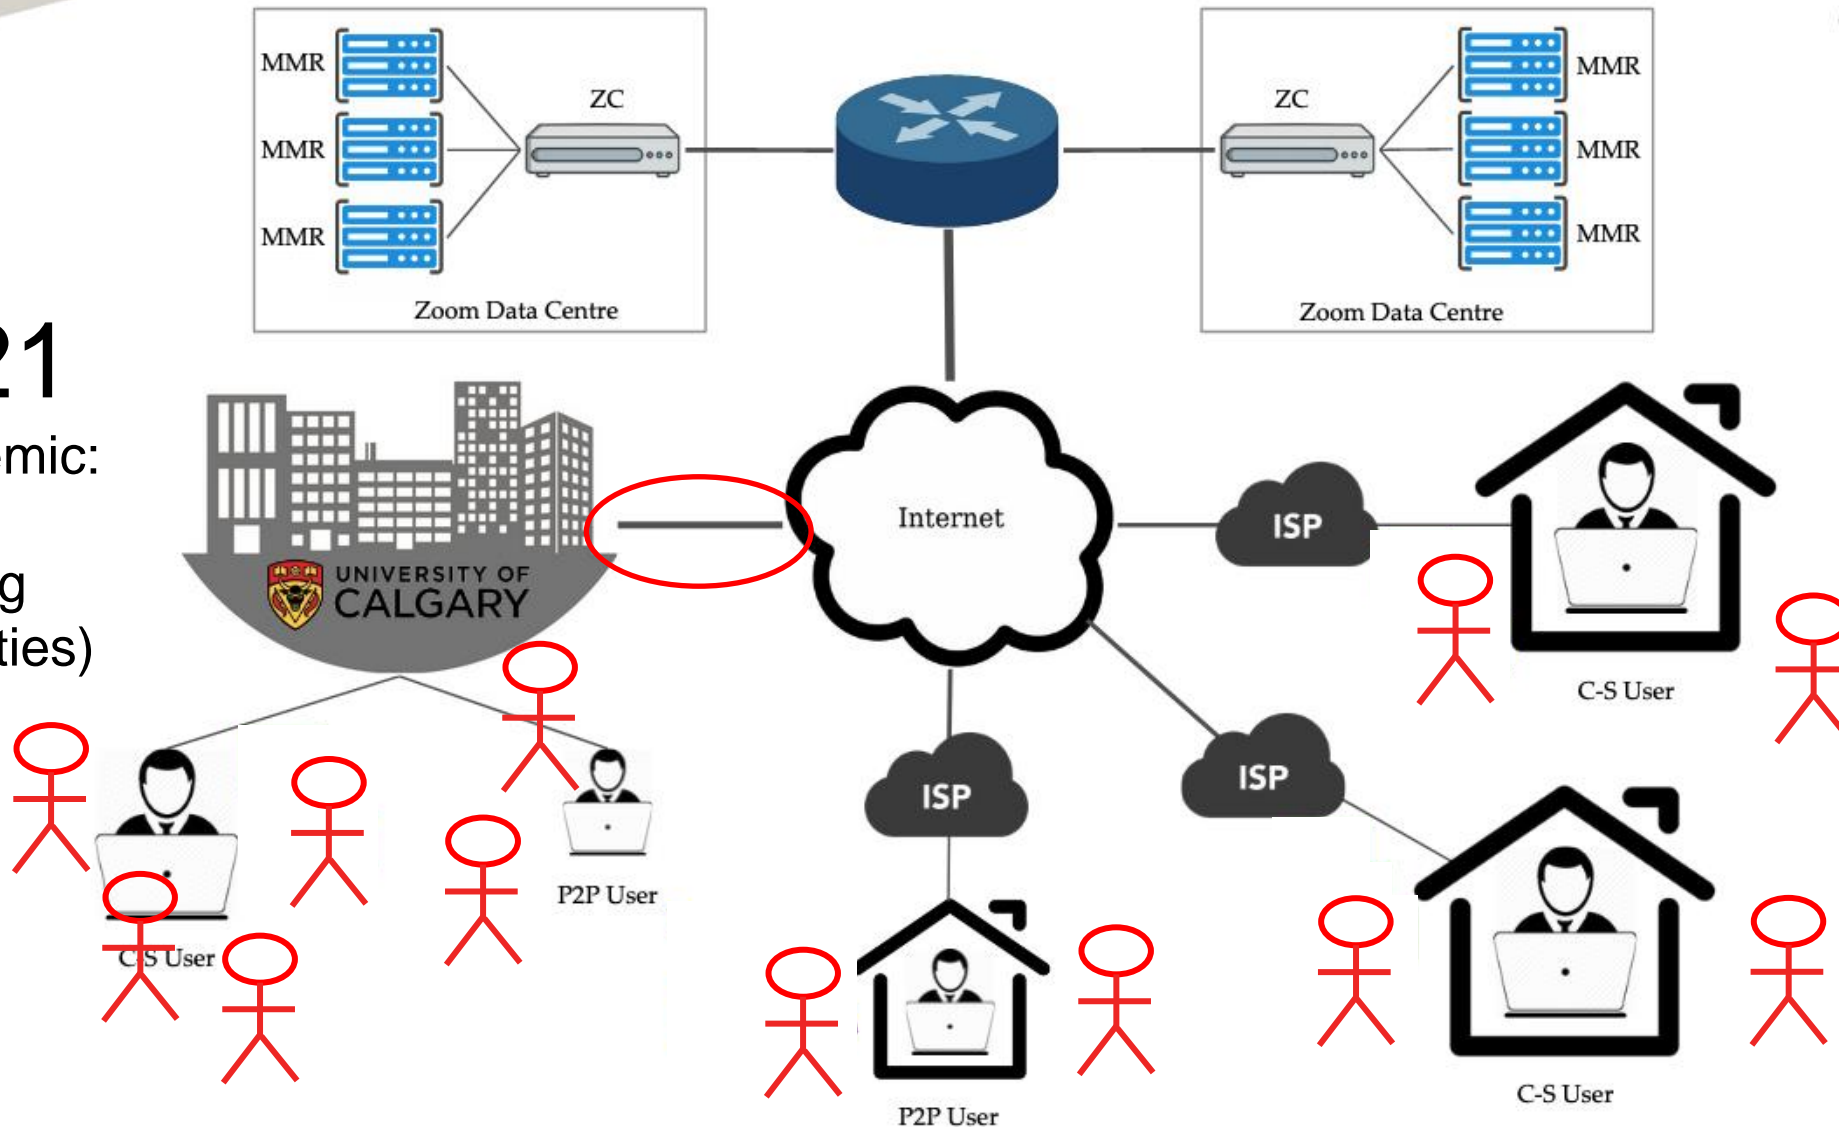 MMR
MMR
MMR
ZC
Zoom Data Centre
ZC
MMR
MMR
MMR
Zoom Data Centre
21
emic:
g
ties)
UNIVERSITY OF
CALGARY
Internet
ISP
C-S User
ISP
ISP
C-S User
P2P User
P2P User
C-S User